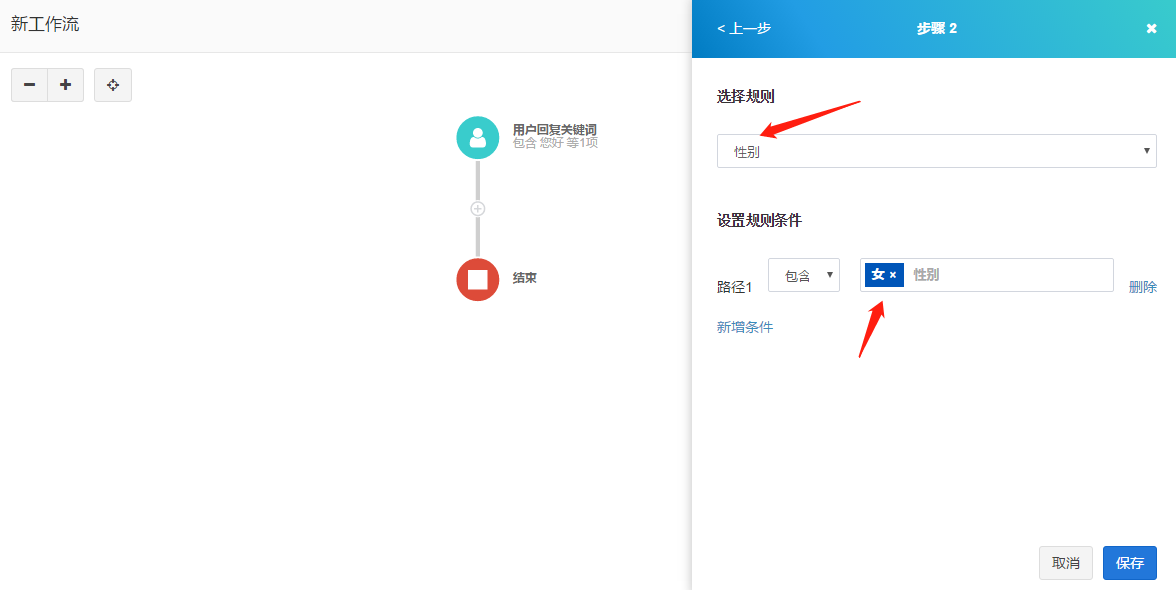 新工作流
用户回复关键词
包含 您好 等1项
结束
< 上一步
步骤 2
选择规则
性别
设置规则条件
路径1
包含
女 × 性别
删除
新增条件
取消
保存